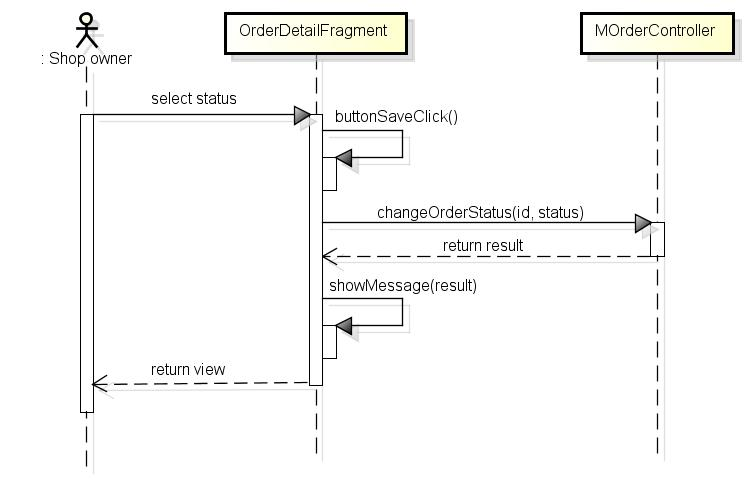 OrderDetailFragment
MOrderController
: Shop owner
select status
buttonSaveClick()
changeOrderStatus(id, status)
return result
showMessage(result)
return view